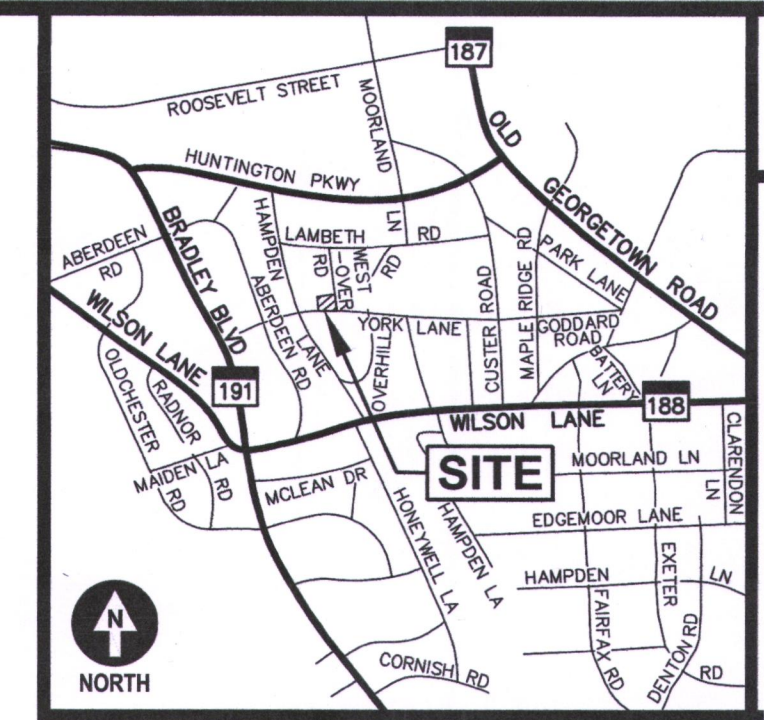 187
ROOSEVELT STREET
MOORLAND
LN
OLD
GEORGETOWN ROAD
HUNTINGTON PKWY
HAMPDEN
LANE
LAMBETH RD
WEST
-OVER
RD
RD
ABERDEEN
RD
BRADLEY BLVD
ABERDEEN RD
WILSON LANE
PARK LANE
MAPLE RIDGE RD
CUSTER ROAD
YORK LANE
GODDARD
ROAD
BATTERY
LN
OVERHILL
OLDCHESTER
RD
RADNOR
RD
191
188
WILSON LANE
CLARENDON
LN
MAIDEN LA
MCLEAN DR
SITE
MOORLAND LN
HONEYWELL LA
HAMPDEN LA
EDGEMOOR LANE
HAMPDEN LN
EXETER
RD
FAIRFAX RD
DENTON RD
CORNISH RD
N
NORTH